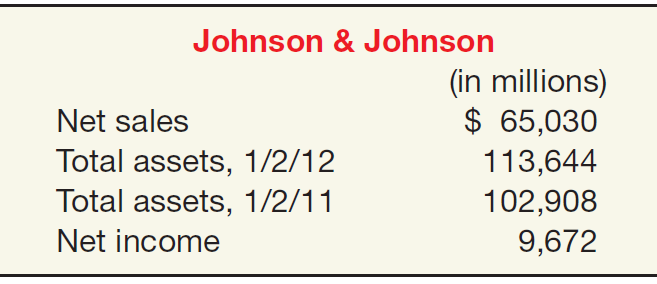 Johnson & Johnson
(in millions)
Net sales $ 65,030
Total assets, 1/2/12 113,644
Total assets, 1/2/11 102,908
Net income 9,672